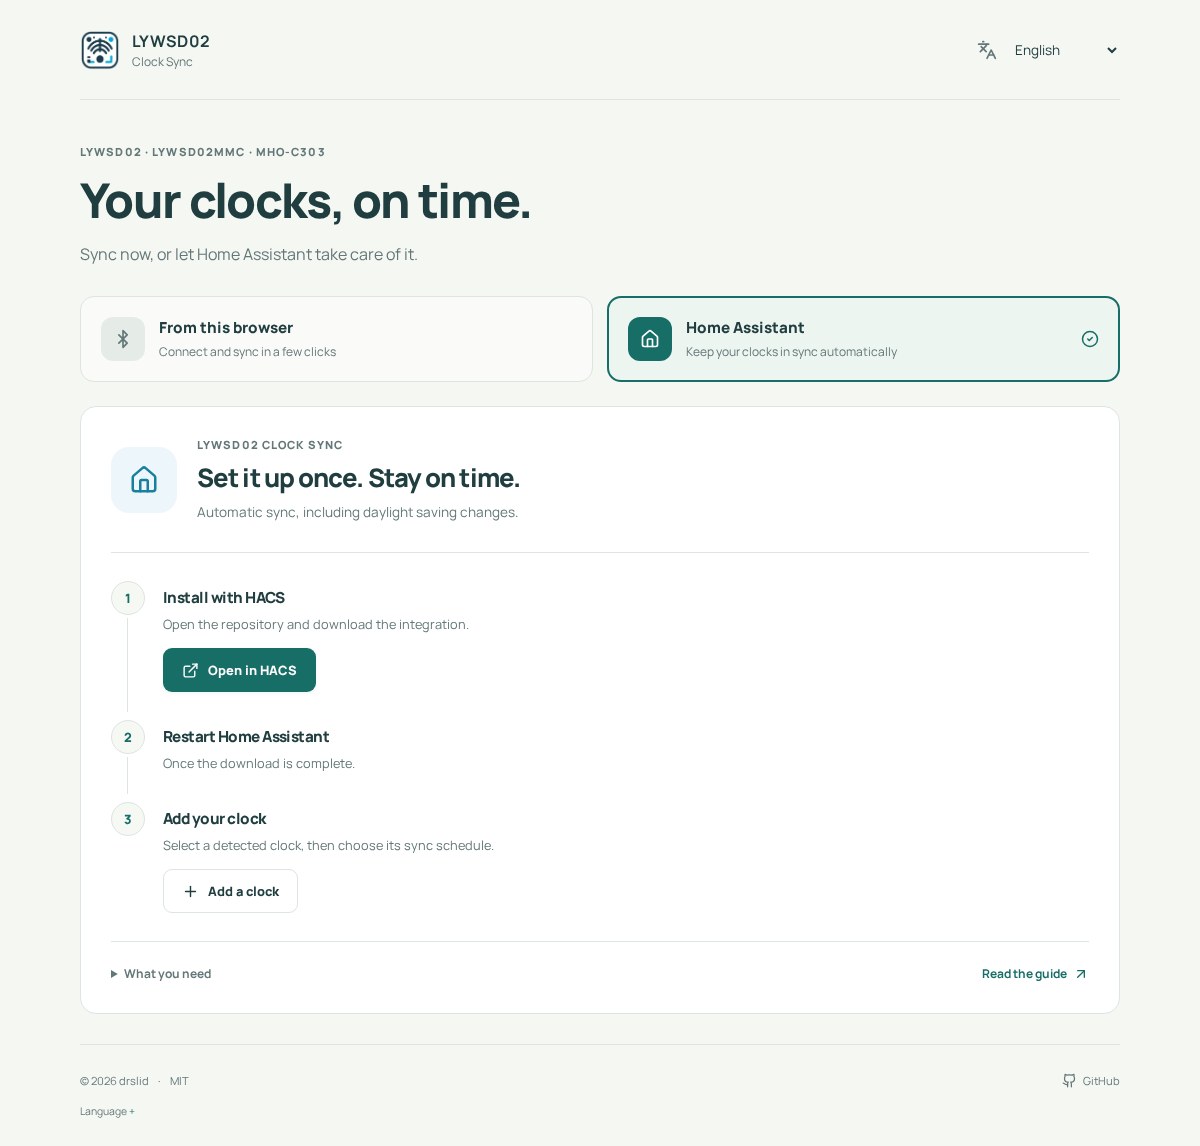 LYWSD02
Clock Sync
English
LYWSD02 · LYWSD02MMC · MHO-C303
Your clocks, on time.
Sync now, or let Home Assistant take care of it.
From this browser
Connect and sync in a few clicks
Home Assistant
Keep your clocks in sync automatically
LYWSD02 CLOCK SYNC
Set it up once. Stay on time.
Automatic sync, including daylight saving changes.
1
Install with HACS
Open the repository and download the integration.
Open in HACS
2
Restart Home Assistant
Once the download is complete.
3
Add your clock
Select a detected clock, then choose its sync schedule.
Add a clock
What you need
Read the guide
© 2026 drslid · MIT
GitHub
Language +